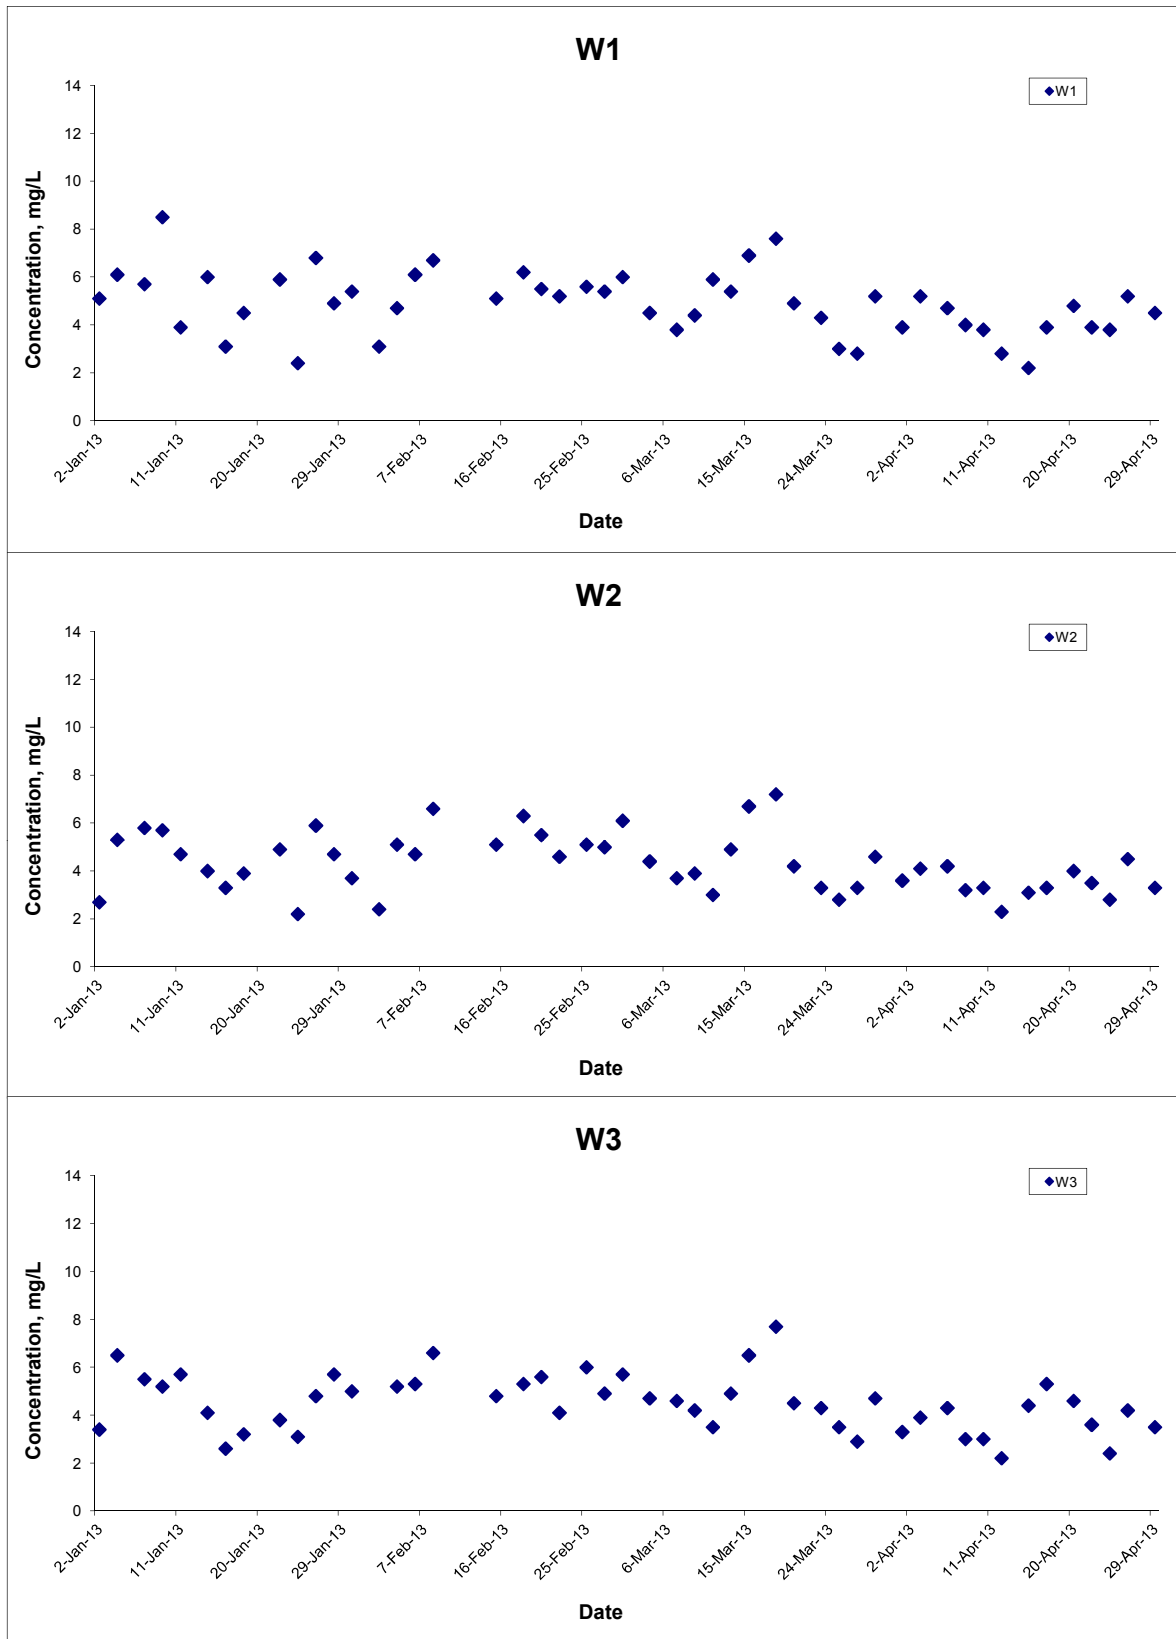 W1
W1
14
12
10
8
6
4
2
0
Concentration, mg/L
2-Jan-13
11-Jan-13
20-Jan-13
29-Jan-13
7-Feb-13
16-Feb-13
25-Feb-13
6-Mar-13
15-Mar-13
24-Mar-13
2-Apr-13
11-Apr-13
20-Apr-13
29-Apr-13
Date
W2
W2
14
12
10
8
6
4
2
0
Concentration, mg/L
2-Jan-13
11-Jan-13
20-Jan-13
29-Jan-13
7-Feb-13
16-Feb-13
25-Feb-13
6-Mar-13
15-Mar-13
24-Mar-13
2-Apr-13
11-Apr-13
20-Apr-13
29-Apr-13
Date
W3
W3
14
12
10
8
6
4
2
0
Concentration, mg/L
2-Jan-13
11-Jan-13
20-Jan-13
29-Jan-13
7-Feb-13
16-Feb-13
25-Feb-13
6-Mar-13
15-Mar-13
24-Mar-13
2-Apr-13
11-Apr-13
20-Apr-13
29-Apr-13
Date